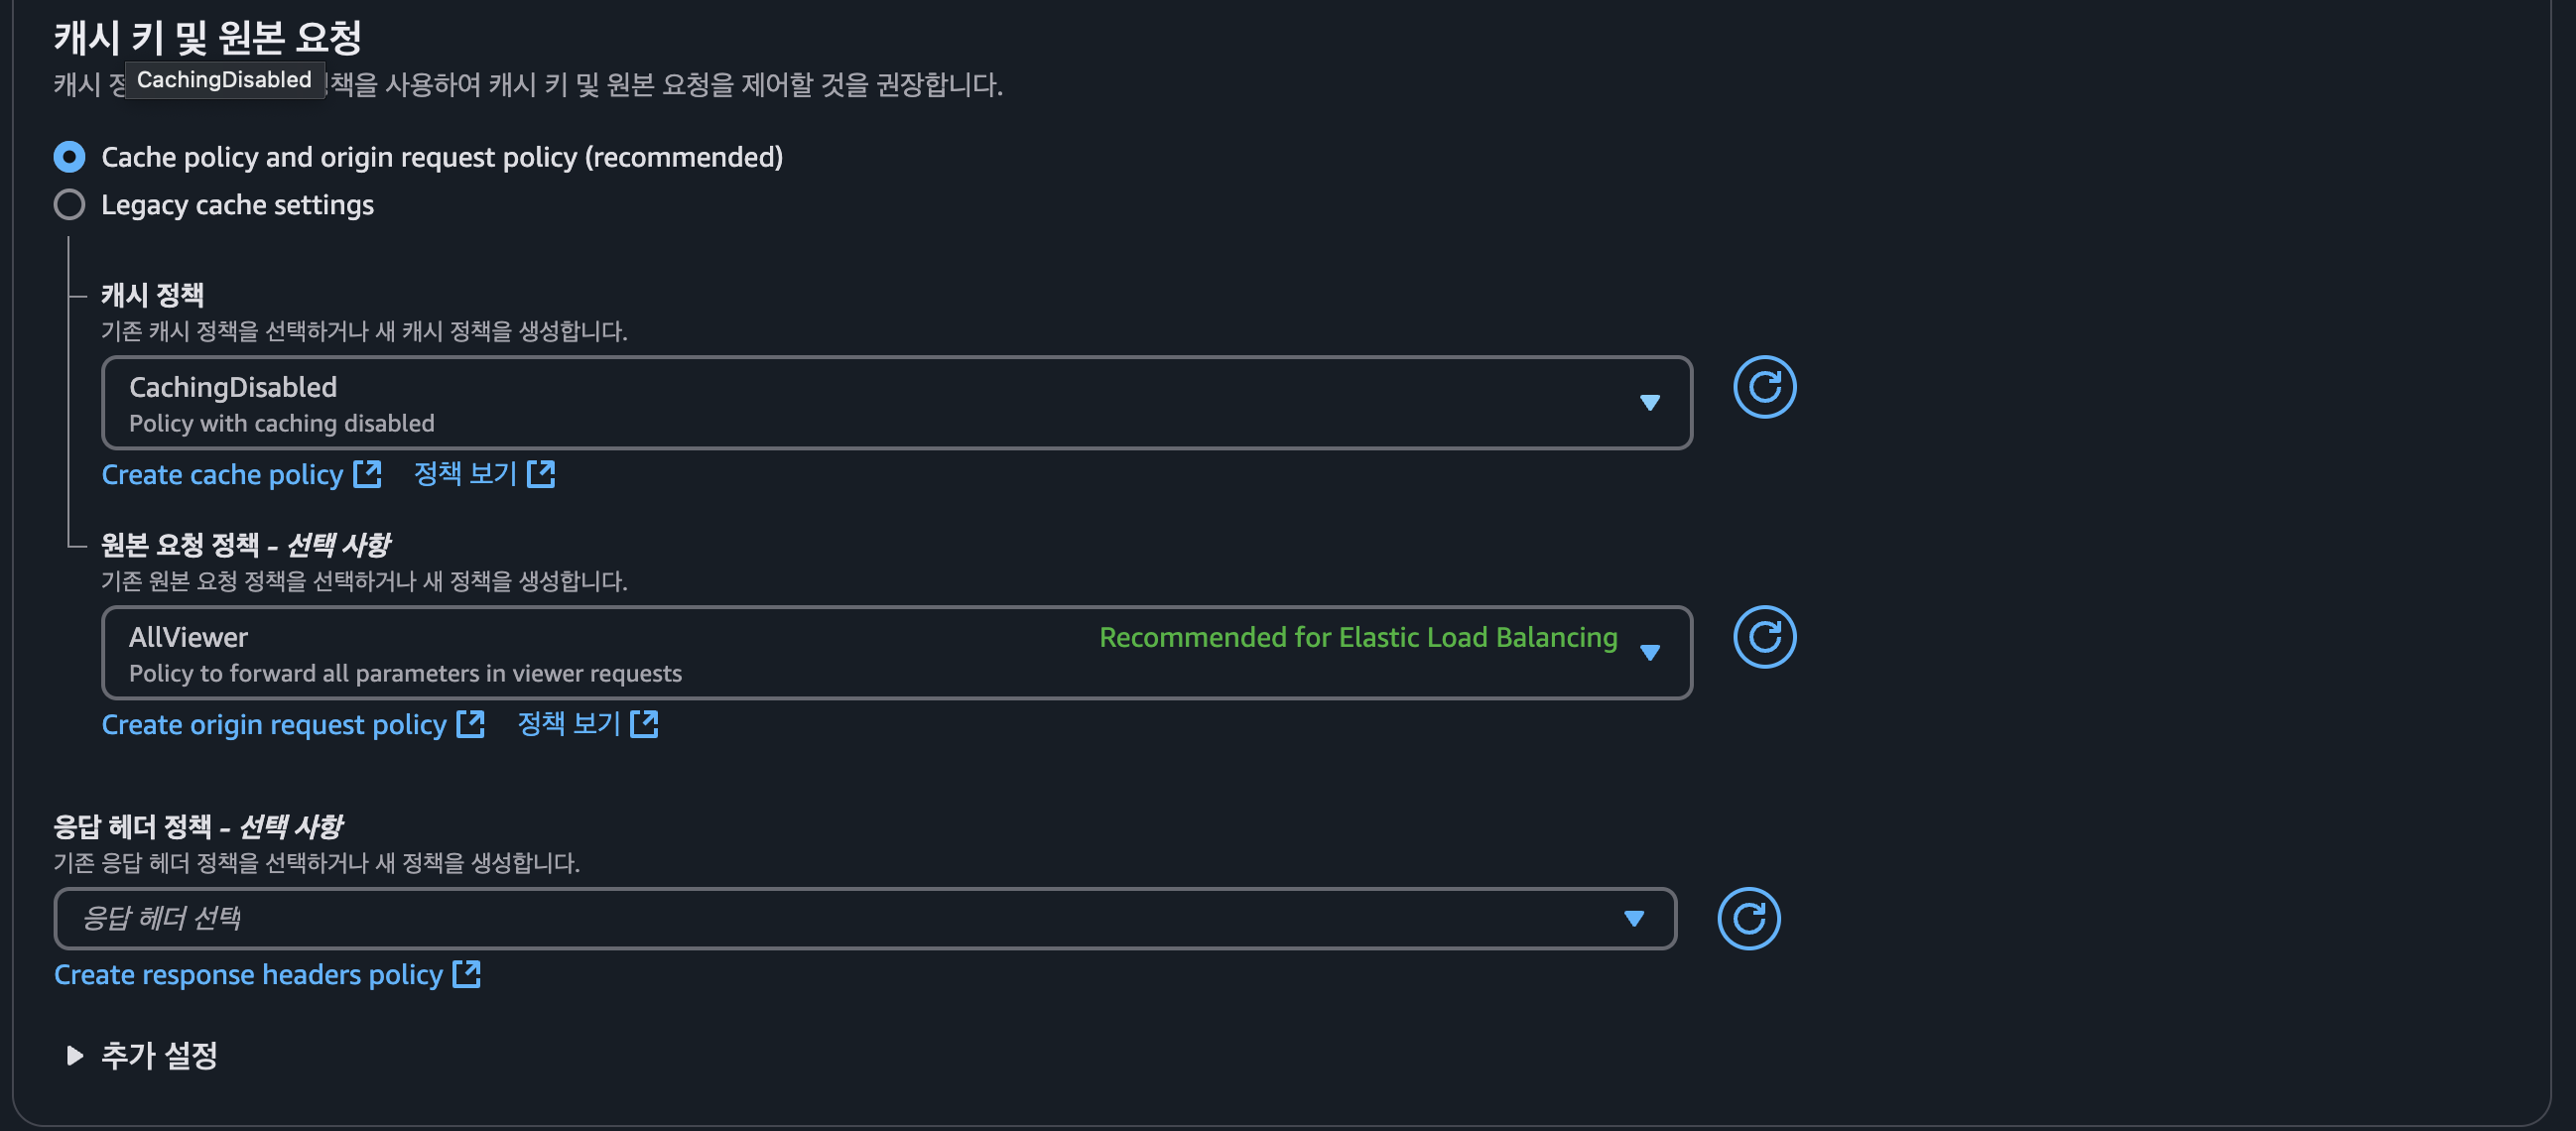 캐시 키 및 원본 요청
캐시 정
CachingDisabled
책을 사용하여 캐시 키 및 원본 요청을 제어할 것을 권장합니다.
Cache policy and origin request policy (recommended)
Legacy cache settings
캐시 정책
기존 캐시 정책을 선택하거나 새 캐시 정책을 생성합니다.
CachingDisabled
Policy with caching disabled
Create cache policy 정책 보기
원본 요청 정책 - 선택 사항
기존 원본 요청 정책을 선택하거나 새 정책을 생성합니다.
AllViewer Recommended for Elastic Load Balancing
Policy to forward all parameters in viewer requests
Create origin request policy 정책 보기
응답 헤더 정책 - 선택 사항
기존 응답 헤더 정책을 선택하거나 새 정책을 생성합니다.
응답 헤더 선택
Create response headers policy
추가 설정